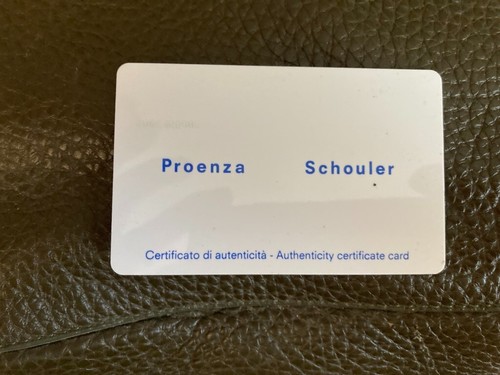 Proenza Schouler
Certificato di autenticità - Authenticity certificate card